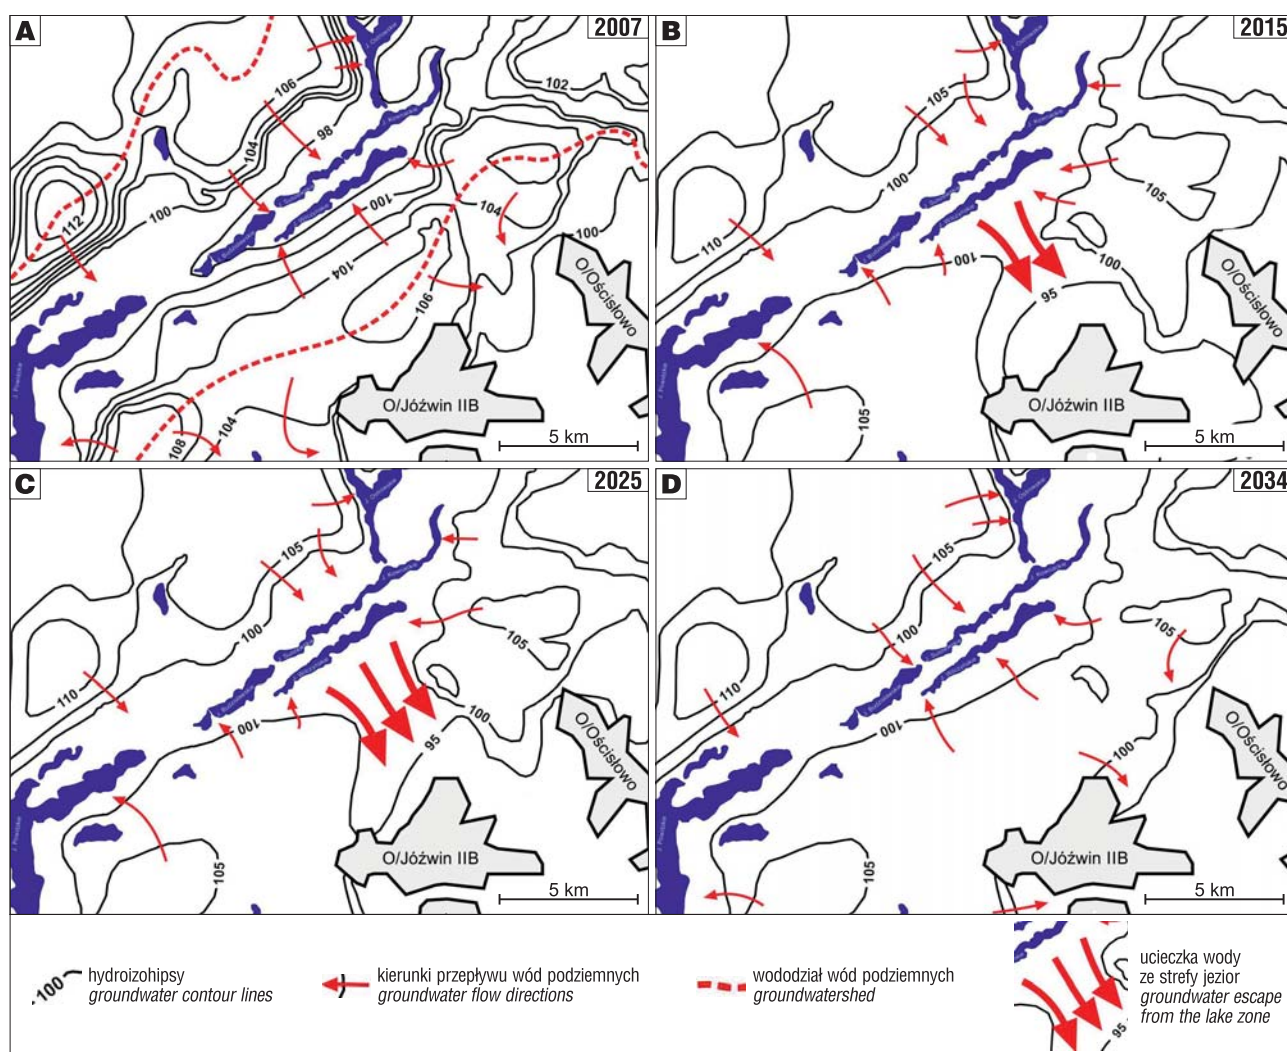 A
2007
102
106
104
98
100
112
100
104
100
104
106
108
104
O/Ościsłowo
O/Jóźwin IIB
5 km
B
2015
105
100
105
110
100
100
95
105
O/Ościsłowo
O/Jóźwin IIB
5 km
C
2025
105
100
105
110
100
100
95
105
O/Ościsłowo
O/Jóźwin IIB
5 km
D
2034
105
100
105
110
100
100
105
O/Ościsłowo
O/Jóźwin IIB
5 km
100
hydroizohipsy
groundwater contour lines
kierunki przepływu wód podziemnych
groundwater flow directions
wododział wód podziemnych
groundwatershed
95
ucieczka wody
ze strefy jezior
groundwater escape
from the lake zone